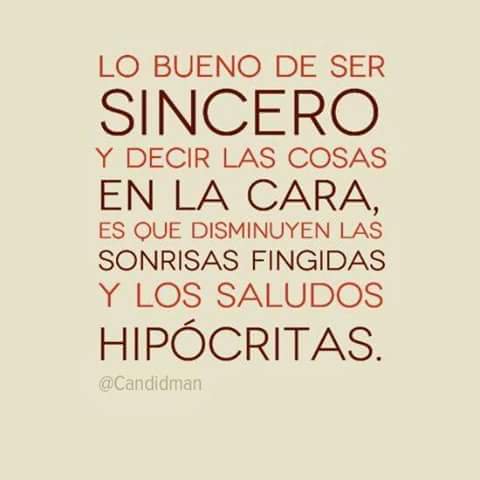 LO BUENO DE SER
SINCERO
Y DECIR LAS COSAS
EN LA CARA,
ES QUE DISMINUYEN LAS
SONRISAS FINGIDAS
Y LOS SALUDOS
HIPÓCRITAS.
@Candidman